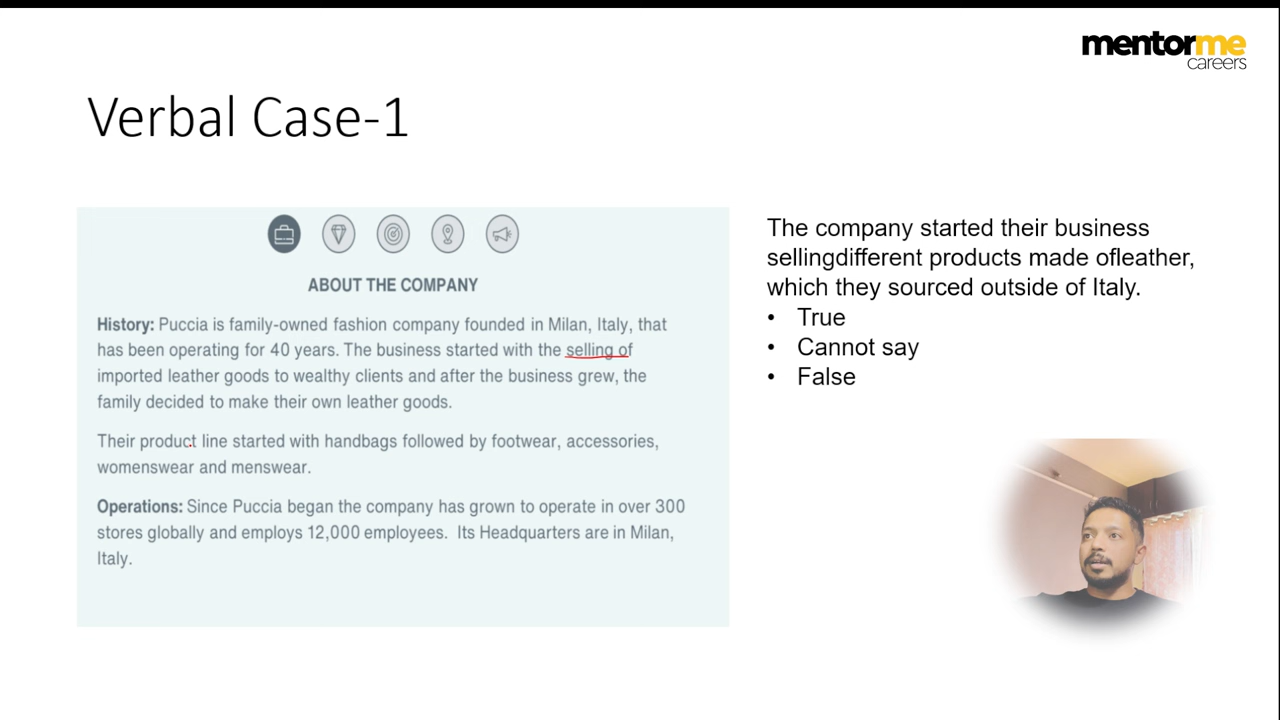 mentorme
careers
Verbal Case-1
ABOUT THE COMPANY
History: Puccia is family-owned fashion company founded in Milan, Italy, that
has been operating for 40 years. The business started with the selling of
imported leather goods to wealthy clients and after the business grew, the
family decided to make their own leather goods.
Their product line started with handbags followed by footwear, accessories,
womenswear and menswear.
Operations: Since Puccia began the company has grown to operate in over 300
stores globally and employs 12,000 employees. Its Headquarters are in Milan,
Italy.
The company started their business
sellingdifferent products made ofleather,
which they sourced outside of Italy.
• True
• Cannot say
• False